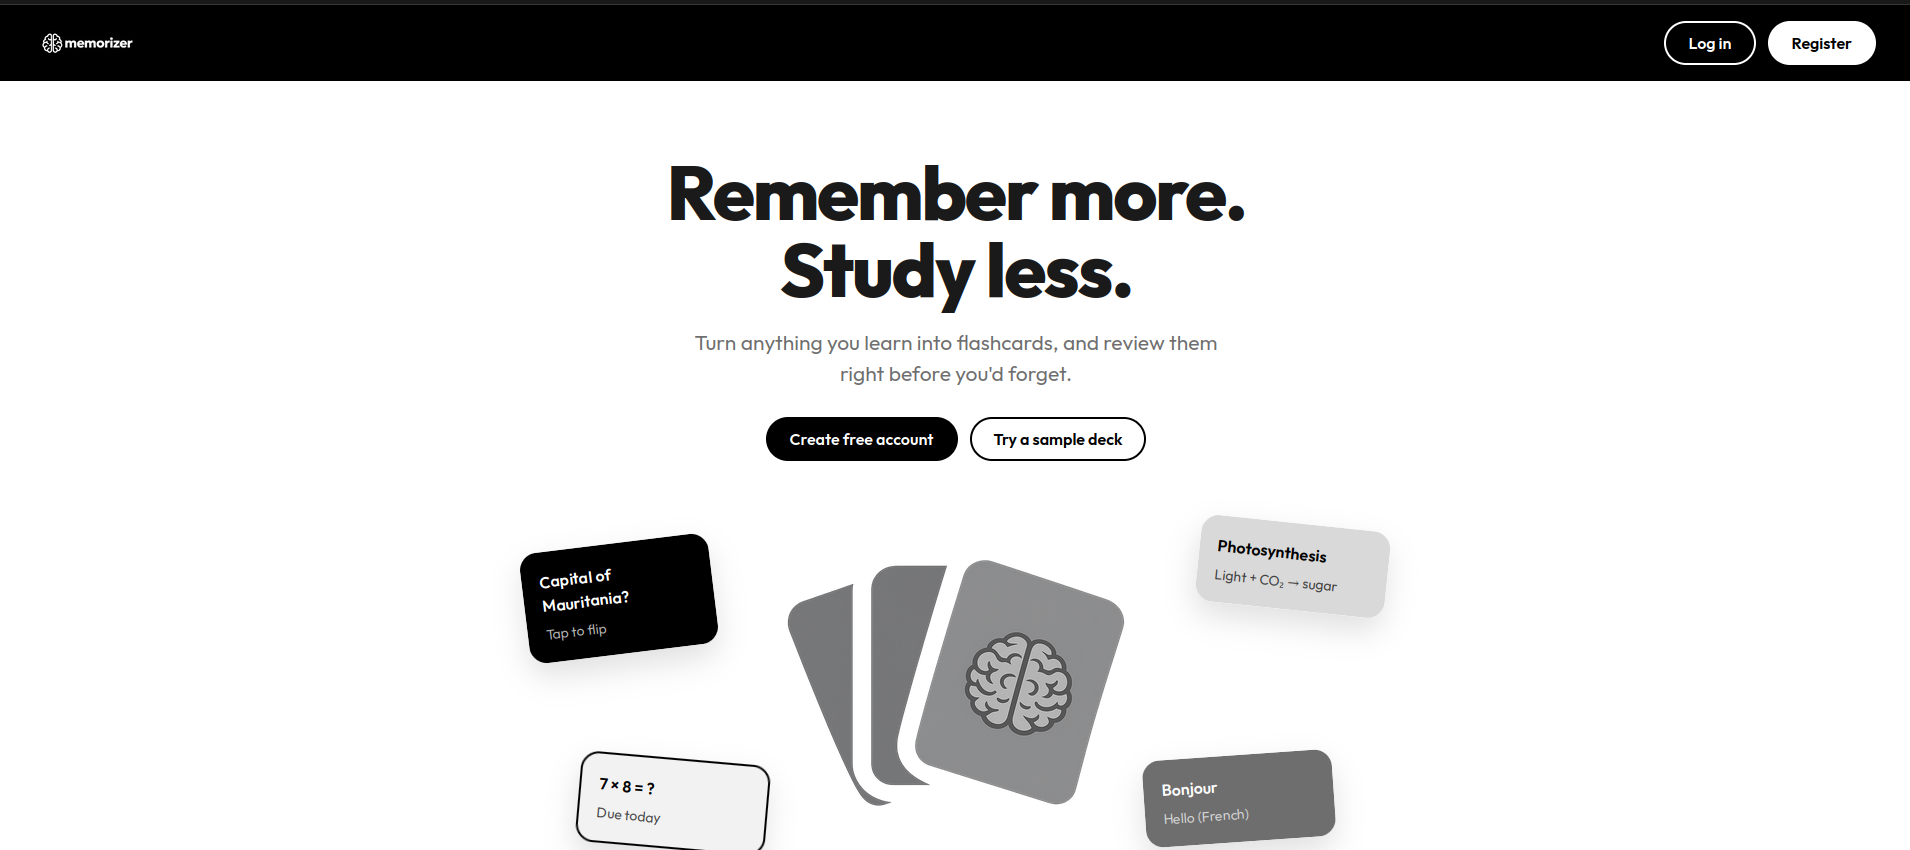 memorizer
Log in
Register
Remember more.
Study less.
Turn anything you learn into flashcards, and review them
right before you'd forget.
Create free account
Try a sample deck
Capital of
Mauritania?
Tap to flip
Photosynthesis
Light + CO₂ → sugar
7 × 8 = ?
Due today
Bonjour
Hello (French)